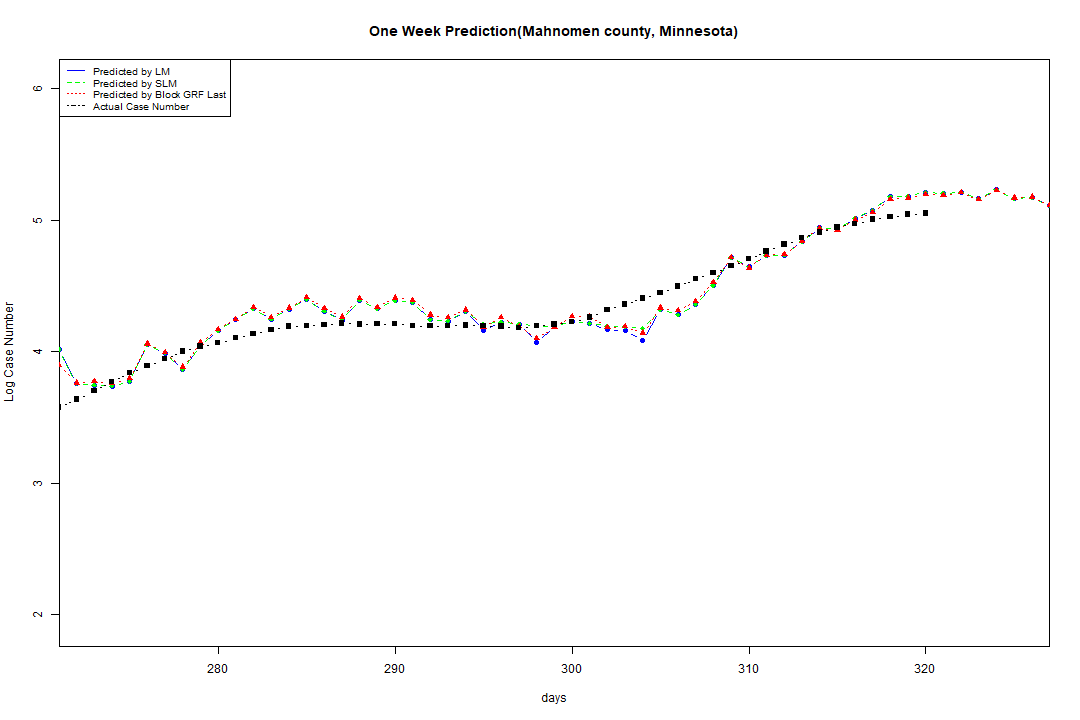 One Week Prediction(Mahnomen county, Minnesota)
Predicted by LM
Predicted by SLM
Predicted by Block GRF Last
Actual Case Number
6
5
4
3
2
Log Case Number
280 290 300 310 320
days